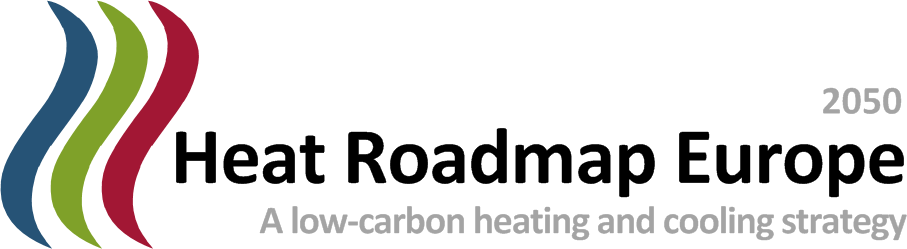 2050
Heat Roadmap Europe
A low-carbon heating and cooling strategy